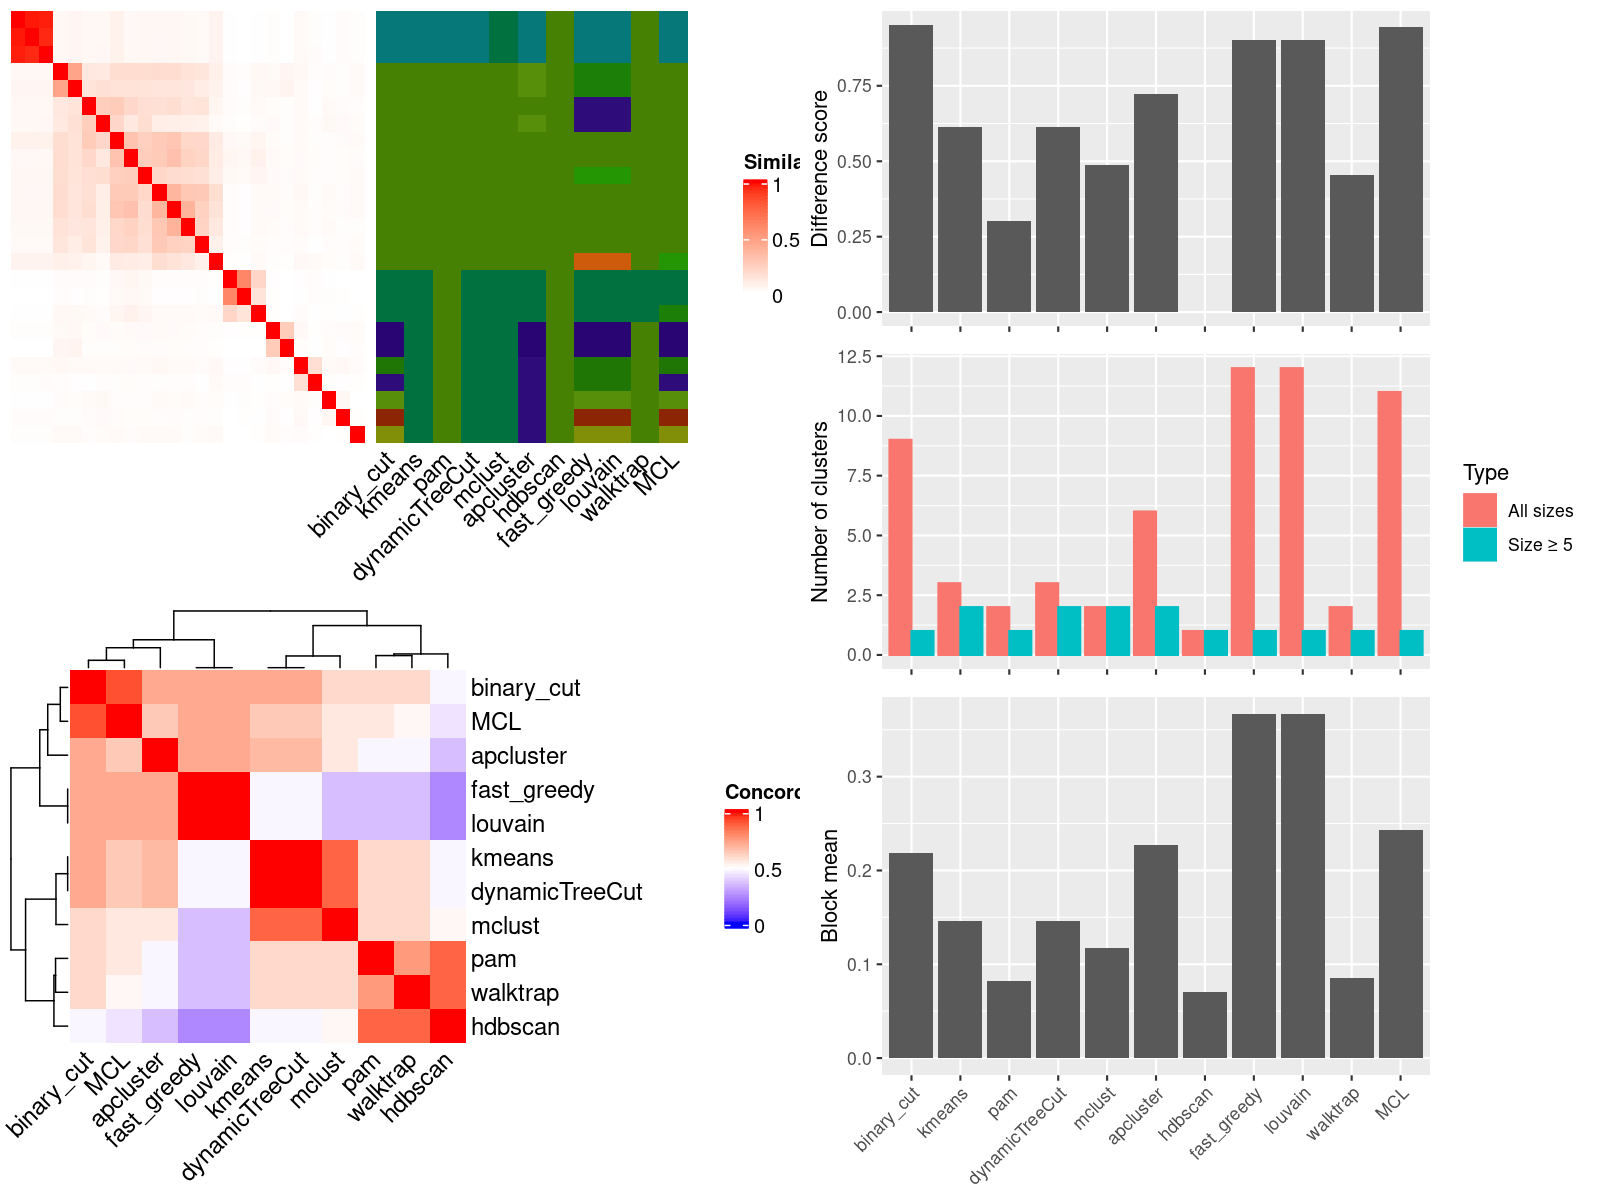 Simila
1
0.5
0
binary_cut
kmeans
pam
dynamicTreeCut
mclust
apcluster
hdbscan
fast_greedy
louvain
walktrap
MCL
binary_cut
MCL
apcluster
fast_greedy
louvain
kmeans
dynamicTreeCut
mclust
pam
walktrap
hdbscan
Concord
1
0.5
0
binary_cut
MCL
apcluster
fast_greedy
louvain
kmeans
dynamicTreeCut
mclust
pam
walktrap
hdbscan
Difference score
0.75
0.50
0.25
0.00
Number of clusters
12.5
10.0
7.5
5.0
2.5
0.0
Type
All sizes
Size ≥ 5
Block mean
0.3
0.2
0.1
0.0
binary_cut
kmeans
pam
dynamicTreeCut
mclust
apcluster
hdbscan
fast_greedy
louvain
walktrap
MCL